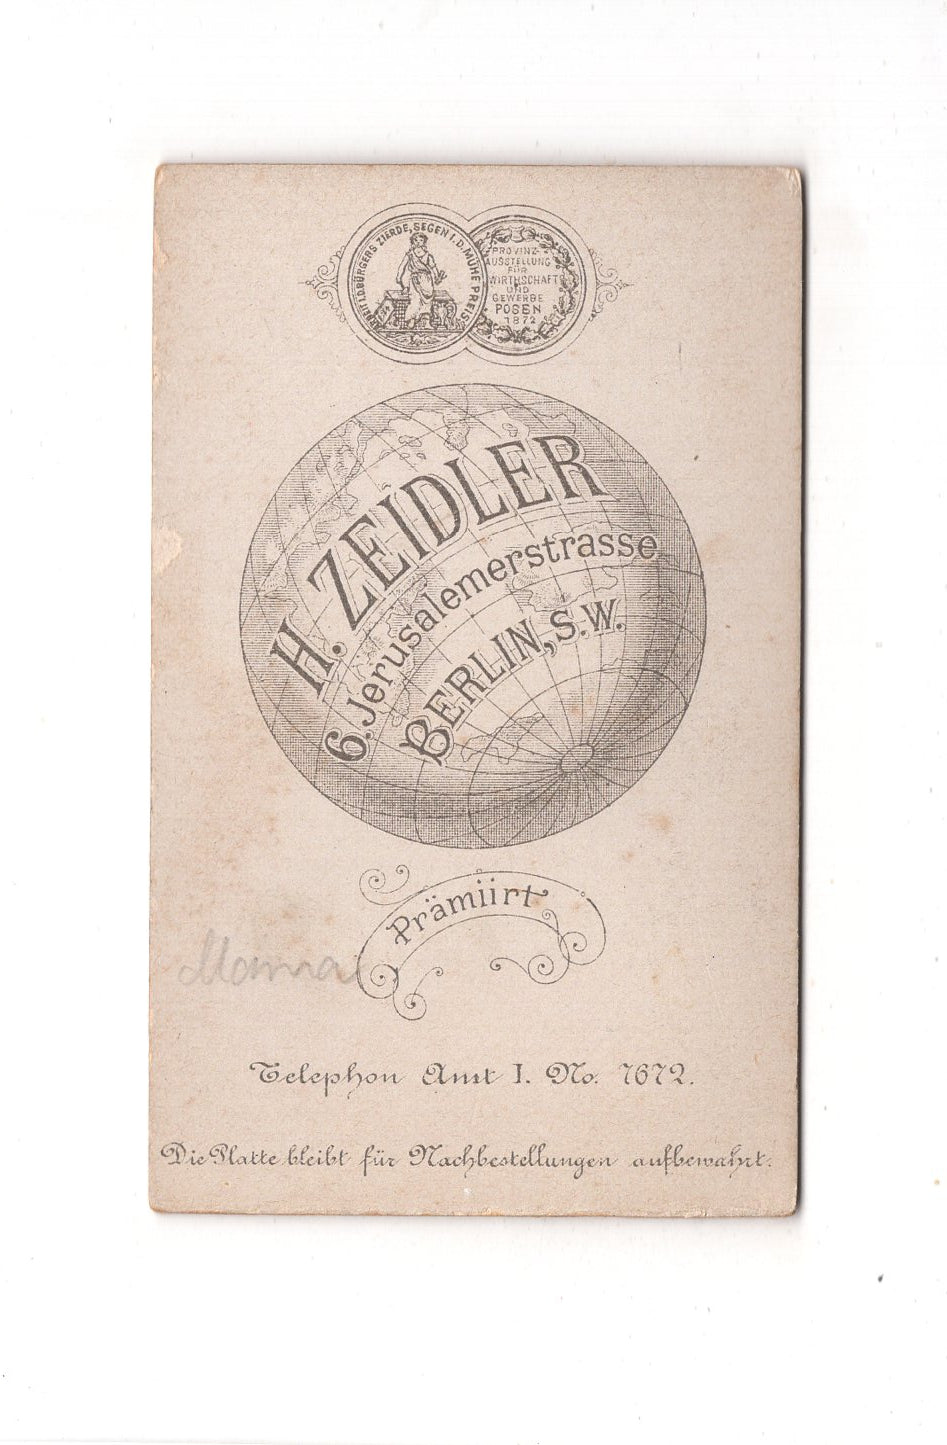 ARBEIT I.D.BÜRGERS ZIERDE, SEGEN I.D. MÜHE PREIS
PROVINZ-
AUSSTELLUNG
FÜR
WIRTHSCHAFT
UND
GEWERBE
POSEN
1872
H. ZEIDLER
6. Jerusalemerstrasse
BERLIN, S.W.
Prämiirt
Mama
Telephon Amt I. No. 7672.
Die Platte bleibt für Nachbestellungen aufbewahrt.